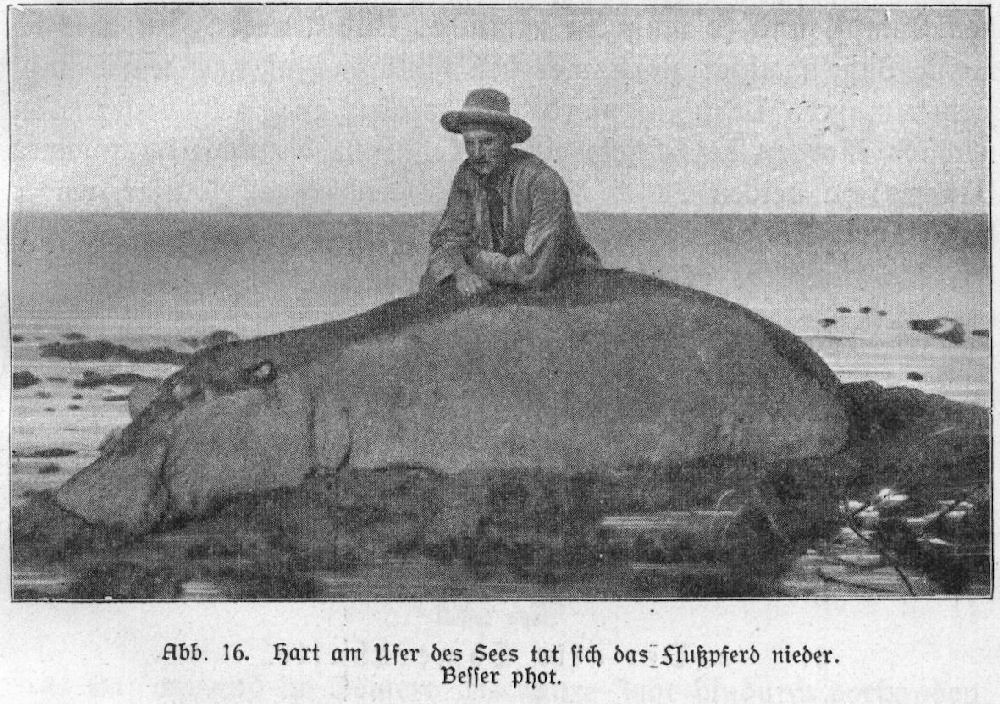 Abb. 16. Hart am Ufer des Sees tat sich das Flußpferd nieder.
Besser phot.